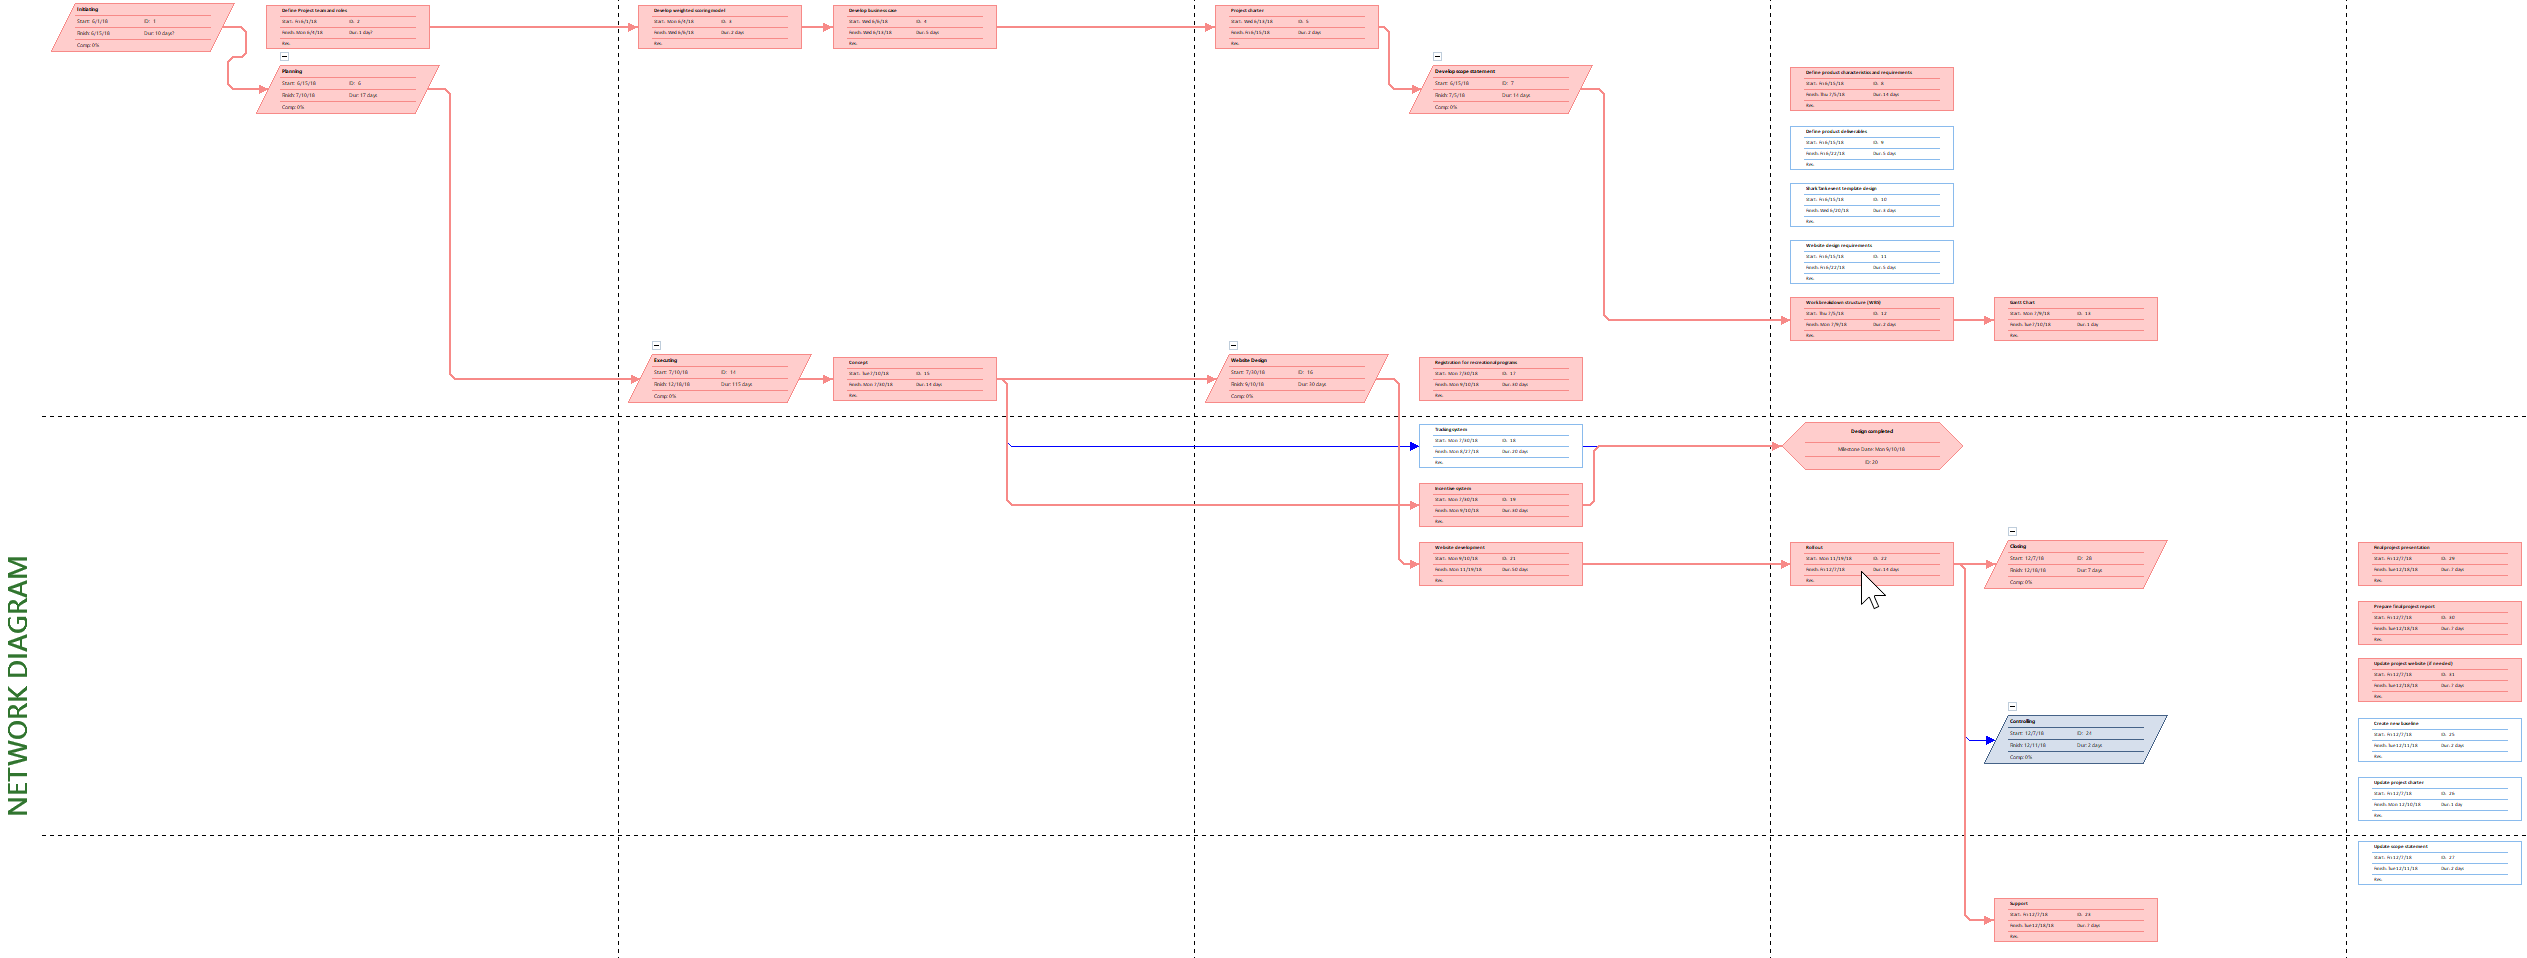 NETWORK DIAGRAM
Initiating
Start: 6/1/18 ID: 1
Finish: 6/15/18 Dur: 10 days?
Comp: 0%
Define Project team and roles
Start: Fri 6/1/18 ID: 2
Finish: Mon 6/4/18 Dur: 1 day?
Res:
Develop weighted scoring model
Start: Mon 6/4/18 ID: 3
Finish: Wed 6/6/18 Dur: 2 days
Res:
Develop business case
Start: Wed 6/6/18 ID: 4
Finish: Wed 6/13/18 Dur: 5 days
Res:
Project charter
Start: Wed 6/13/18 ID: 5
Finish: Fri 6/15/18 Dur: 2 days
Res:
Planning
Start: 6/15/18 ID: 6
Finish: 7/10/18 Dur: 17 days
Comp: 0%
Develop scope statement
Start: 6/15/18 ID: 7
Finish: 7/5/18 Dur: 14 days
Comp: 0%
Define product characteristics and requirements
Start: Fri 6/15/18 ID: 8
Finish: Thu 7/5/18 Dur: 14 days
Res:
Define product deliverables
Start: Fri 6/15/18 ID: 9
Finish: Fri 6/22/18 Dur: 5 days
Res:
Shark Tank event template design
Start: Fri 6/15/18 ID: 10
Finish: Wed 6/20/18 Dur: 3 days
Res:
Website design requirements
Start: Fri 6/15/18 ID: 11
Finish: Fri 6/22/18 Dur: 5 days
Res:
Work breakdown structure (WBS)
Start: Thu 7/5/18 ID: 12
Finish: Mon 7/9/18 Dur: 2 days
Res:
Gantt Chart
Start: Mon 7/9/18 ID: 13
Finish: Tue 7/10/18 Dur: 1 day
Res:
Executing
Start: 7/10/18 ID: 14
Finish: 12/18/18 Dur: 115 days
Comp: 0%
Concept
Start: Tue 7/10/18 ID: 15
Finish: Mon 7/30/18 Dur: 14 days
Res:
Website Design
Start: 7/30/18 ID: 16
Finish: 9/10/18 Dur: 30 days
Comp: 0%
Registration for recreational programs
Start: Mon 7/30/18 ID: 17
Finish: Mon 9/10/18 Dur: 30 days
Res:
Tracking system
Start: Mon 7/30/18 ID: 18
Finish: Mon 8/27/18 Dur: 20 days
Res:
Design completed
Milestone Date: Mon 9/10/18
ID: 20
Incentive system
Start: Mon 7/30/18 ID: 19
Finish: Mon 9/10/18 Dur: 30 days
Res:
Website development
Start: Mon 9/10/18 ID: 21
Finish: Mon 11/19/18 Dur: 50 days
Res:
Roll out
Start: Mon 11/19/18 ID: 22
Finish: Fri 12/7/18 Dur: 14 days
Res:
Closing
Start: 12/7/18 ID: 28
Finish: 12/18/18 Dur: 7 days
Comp: 0%
Final project presentation
Start: Fri 12/7/18 ID: 29
Finish: Tue 12/18/18 Dur: 7 days
Res:
Prepare final project report
Start: Fri 12/7/18 ID: 30
Finish: Tue 12/18/18 Dur: 7 days
Res:
Update project website (if needed)
Start: Fri 12/7/18 ID: 31
Finish: Tue 12/18/18 Dur: 7 days
Res:
Controlling
Start: 12/7/18 ID: 24
Finish: 12/11/18 Dur: 2 days
Comp: 0%
Create new baseline
Start: Fri 12/7/18 ID: 25
Finish: Tue 12/11/18 Dur: 2 days
Res:
Update project charter
Start: Fri 12/7/18 ID: 26
Finish: Mon 12/10/18 Dur: 1 day
Res:
Update scope statement
Start: Fri 12/7/18 ID: 27
Finish: Tue 12/11/18 Dur: 2 days
Res:
Support
Start: Fri 12/7/18 ID: 23
Finish: Tue 12/18/18 Dur: 7 days
Res: